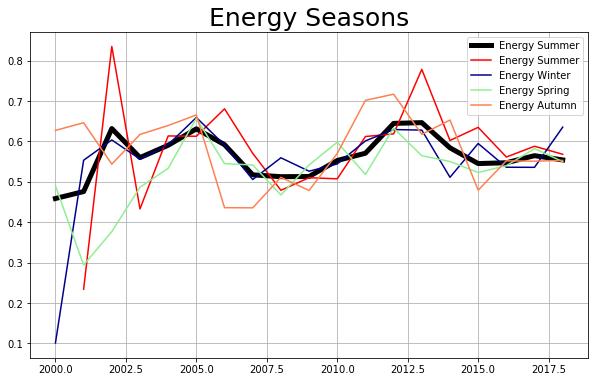 Energy Seasons
Energy Summer
Energy Summer
Energy Winter
Energy Spring
Energy Autumn
0.8
0.7
0.6
0.5
0.4
0.3
0.2
0.1
2000.0 2002.5 2005.0 2007.5 2010.0 2012.5 2015.0 2017.5